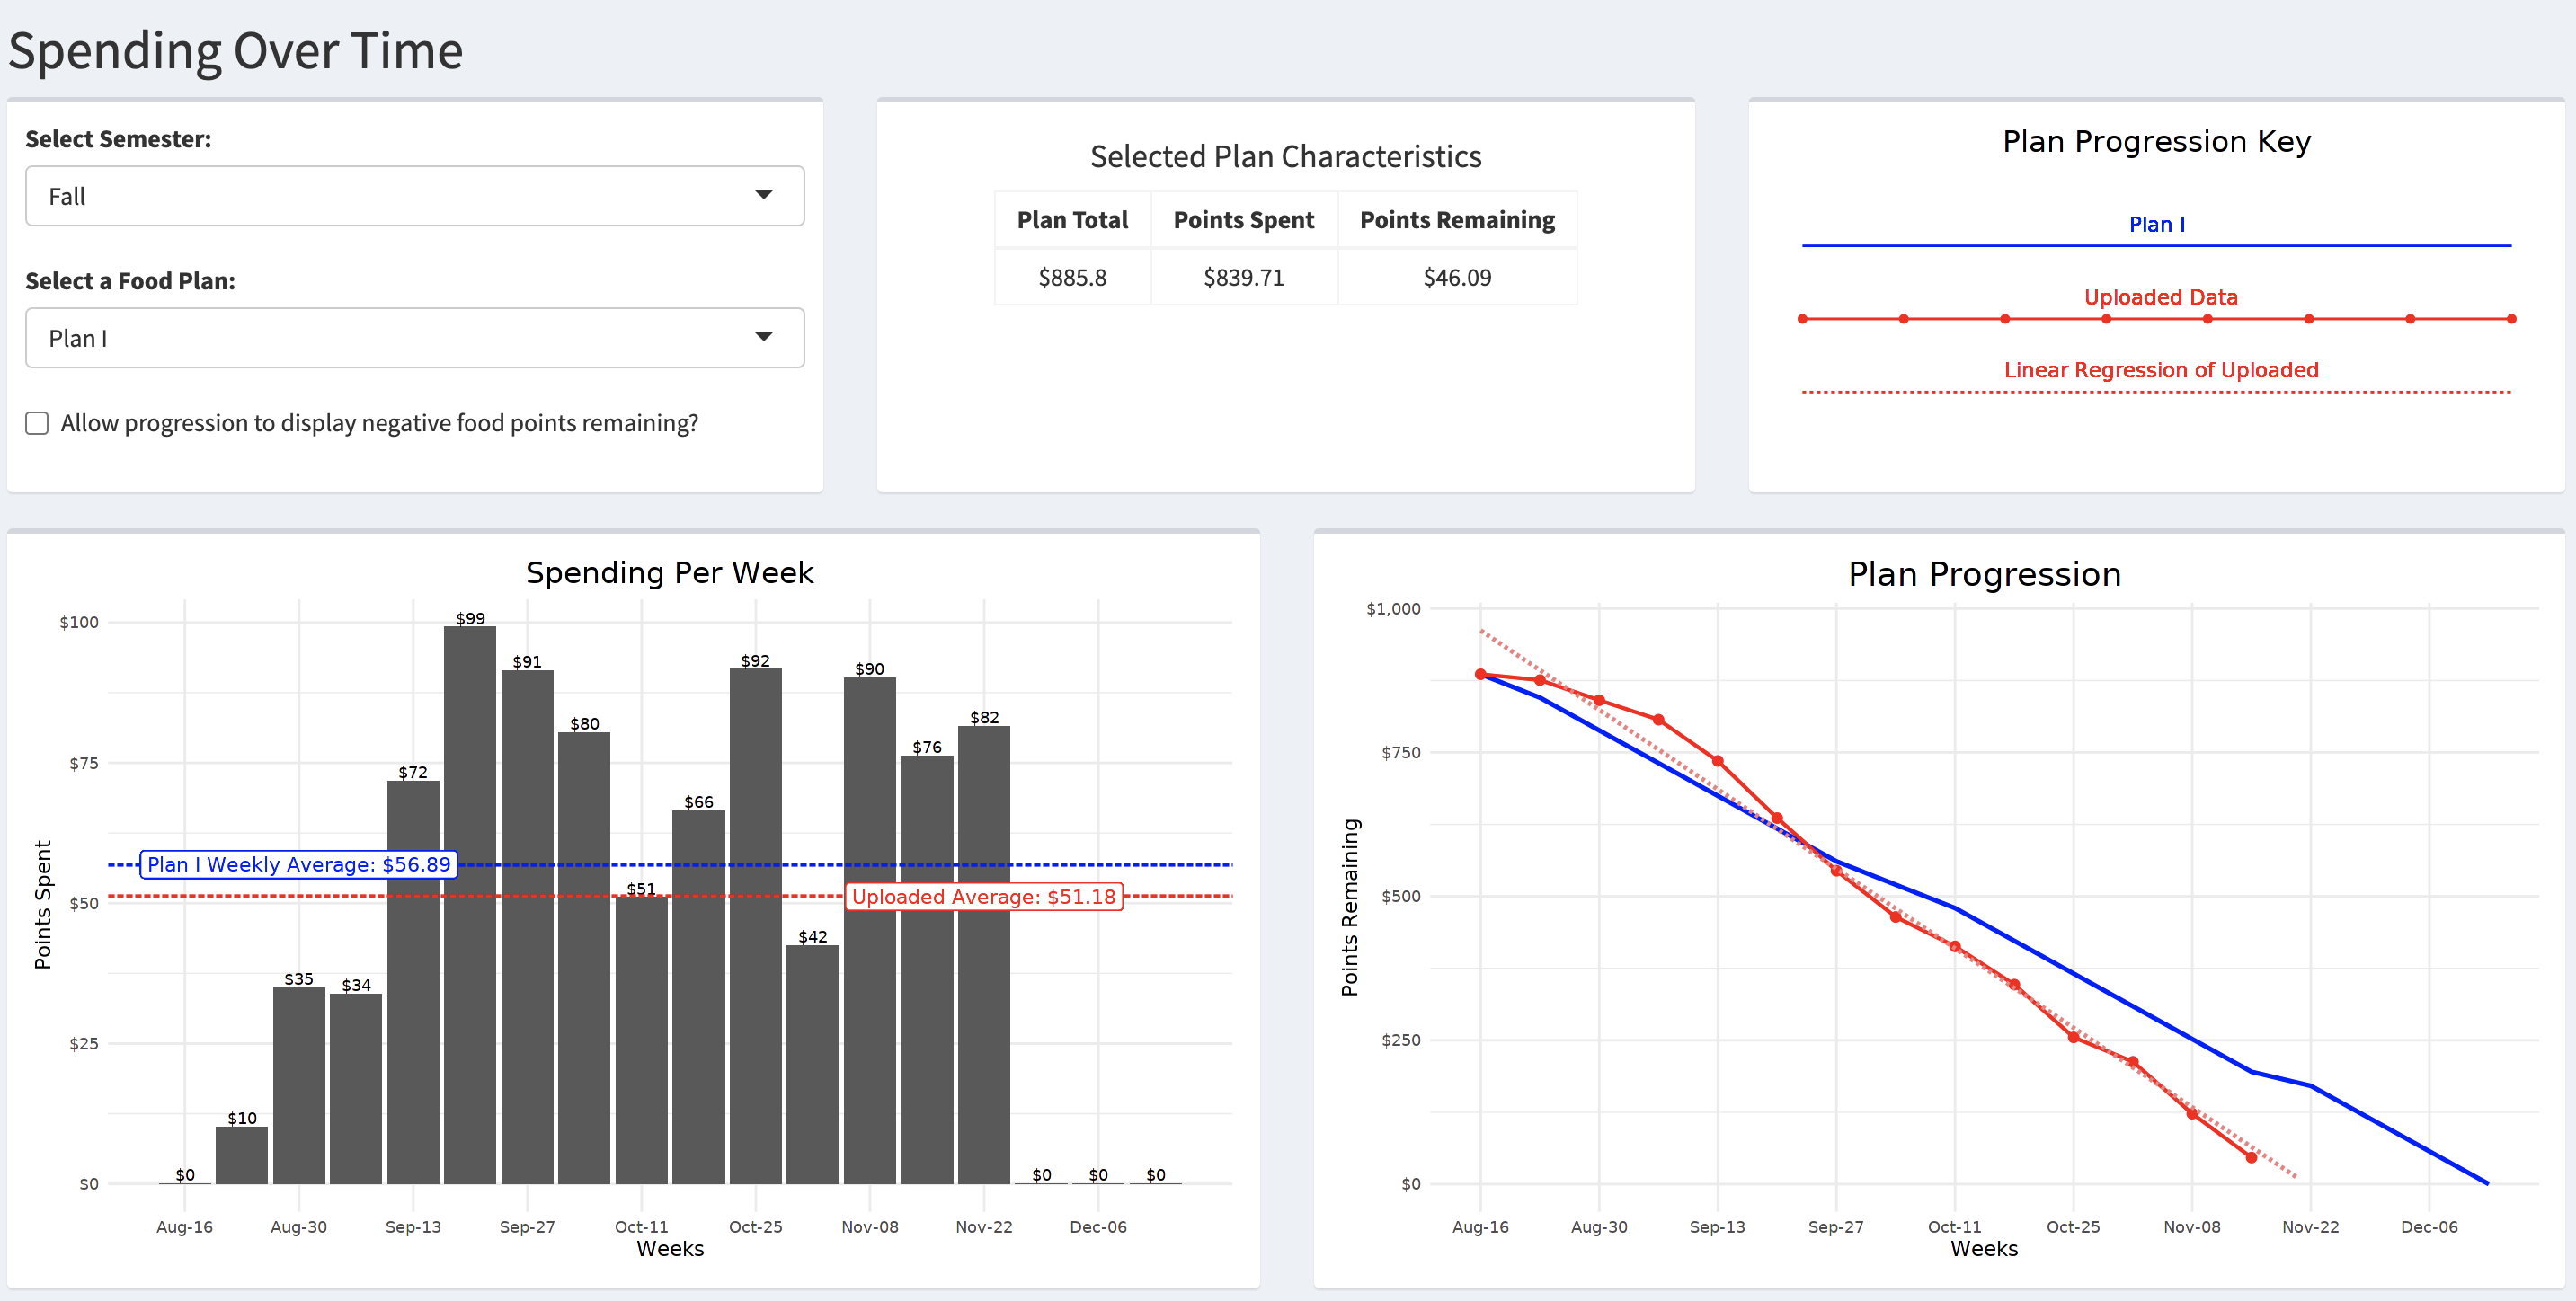 Spending Over Time
Select Semester:
Fall
Select a Food Plan:
Plan I
Allow progression to display negative food points remaining?
Selected Plan Characteristics
Plan Total Points Spent Points Remaining
$885.8 $839.71 $46.09
Plan Progression Key
Plan I
Uploaded Data
Linear Regression of Uploaded
Spending Per Week
Points Spent
$100
$75
$50
$25
$0
$0
$10
$35
$34
$72
$99
$91
$80
$51
$66
$92
$42
$90
$76
$82
$0
$0
$0
Plan I Weekly Average: $56.89
Uploaded Average: $51.18
Aug-16 Aug-30 Sep-13 Sep-27 Oct-11 Oct-25 Nov-08 Nov-22 Dec-06
Weeks
Plan Progression
Points Remaining
$1,000
$750
$500
$250
$0
Aug-16 Aug-30 Sep-13 Sep-27 Oct-11 Oct-25 Nov-08 Nov-22 Dec-06
Weeks